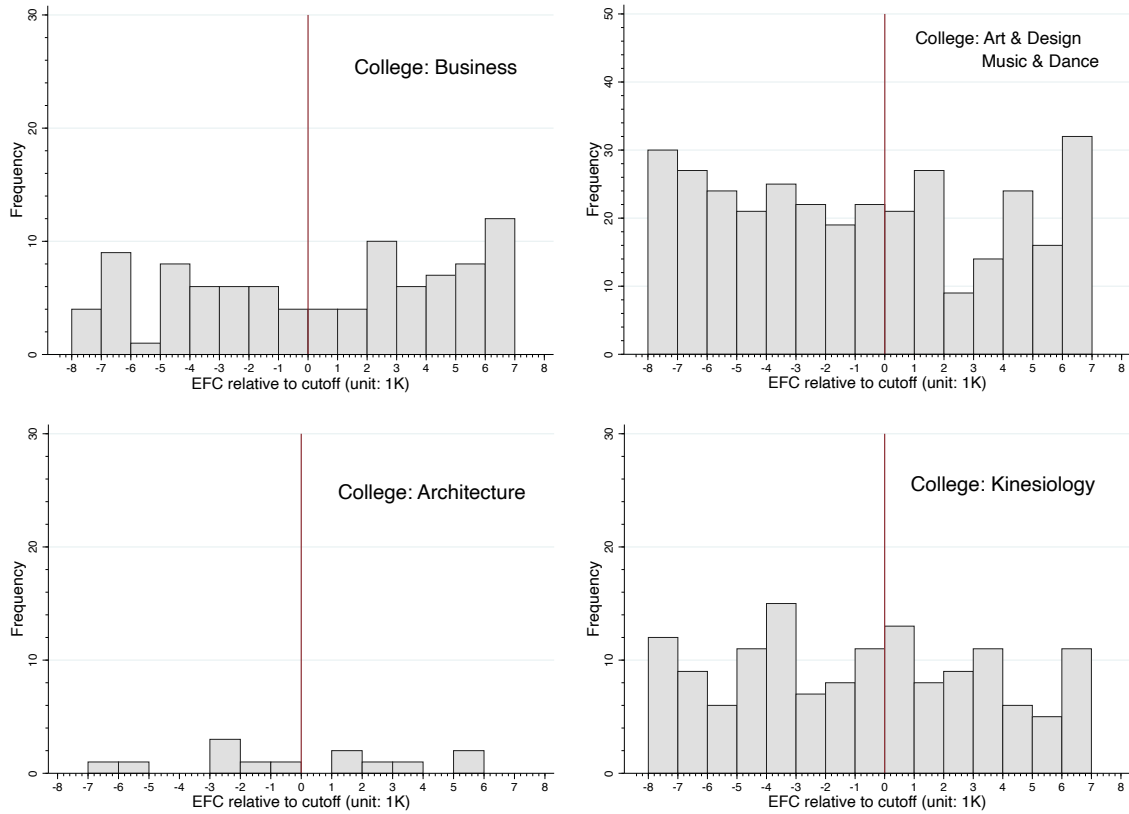 College: Business
Frequency
0
10
20
30
-8 -7 -6 -5 -4 -3 -2 -1 0 1 2 3 4 5 6 7 8
EFC relative to cutoff (unit: 1K)
College: Art & Design
Music & Dance
Frequency
0
10
20
30
40
50
-8 -7 -6 -5 -4 -3 -2 -1 0 1 2 3 4 5 6 7 8
EFC relative to cutoff (unit: 1K)
College: Architecture
Frequency
0
10
20
30
-8 -7 -6 -5 -4 -3 -2 -1 0 1 2 3 4 5 6 7 8
EFC relative to cutoff (unit: 1K)
College: Kinesiology
Frequency
0
10
20
30
-8 -7 -6 -5 -4 -3 -2 -1 0 1 2 3 4 5 6 7 8
EFC relative to cutoff (unit: 1K)